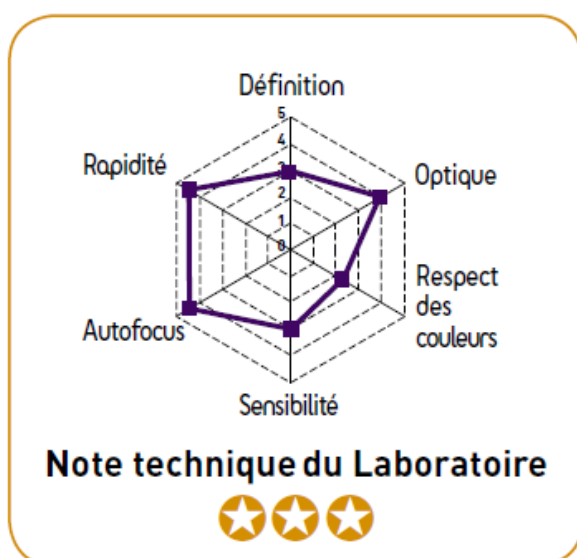 Définition
5
4
3
2
1
0
Rapidité
Optique
Respect
des
couleurs
Autofocus
Sensibilité
Note technique du Laboratoire